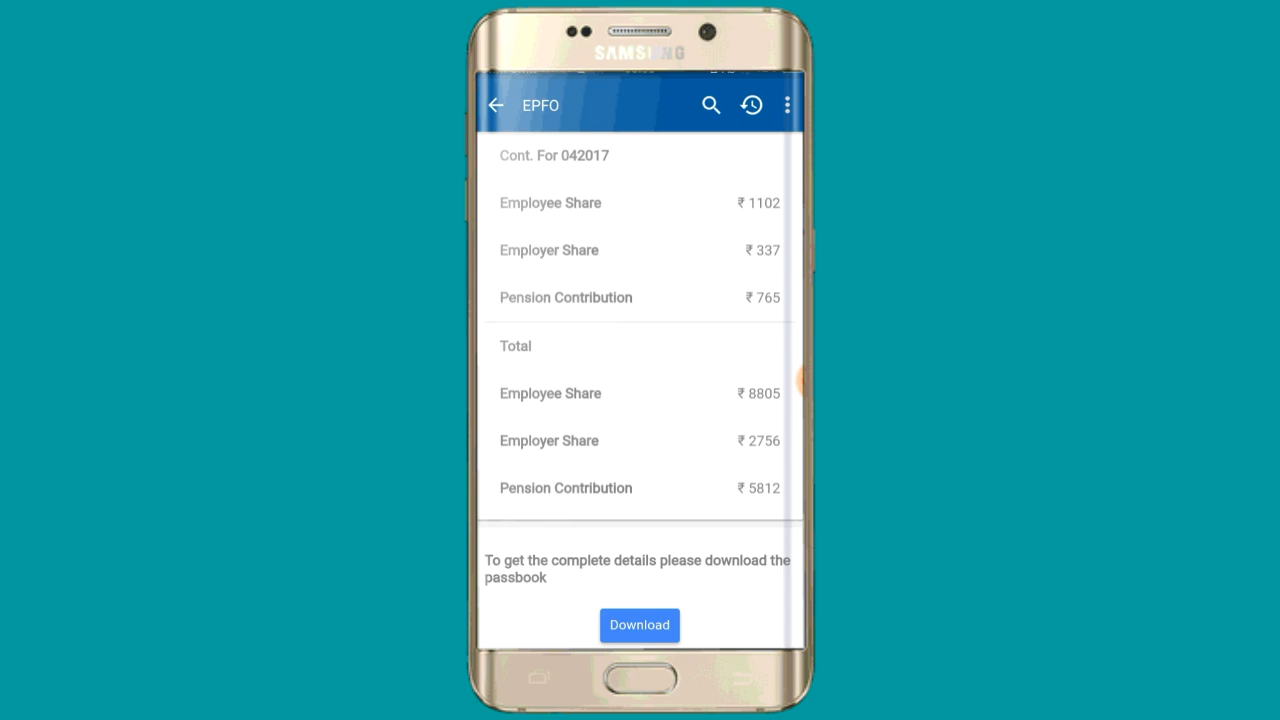 SAMSUNG
EPFO
Cont. For 042017
Employee Share ₹ 1102
Employer Share ₹ 337
Pension Contribution ₹ 765
Total
Employee Share ₹ 8805
Employer Share ₹ 2756
Pension Contribution ₹ 5812
To get the complete details please download the
passbook
Download